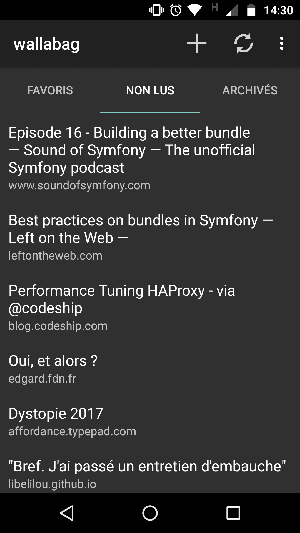 H
14:30
wallabag
FAVORIS
NON LUS
ARCHIVÉS
Episode 16 - Building a better bundle
— Sound of Symfony — The unofficial
Symfony podcast
www.soundofsymfony.com
Best practices on bundles in Symfony —
Left on the Web —
leftontheweb.com
Performance Tuning HAProxy - via
@codeship
blog.codeship.com
Oui, et alors ?
edgard.fdn.fr
Dystopie 2017
affordance.typepad.com
"Bref. J'ai passé un entretien d'embauche"
libelilou.github.io